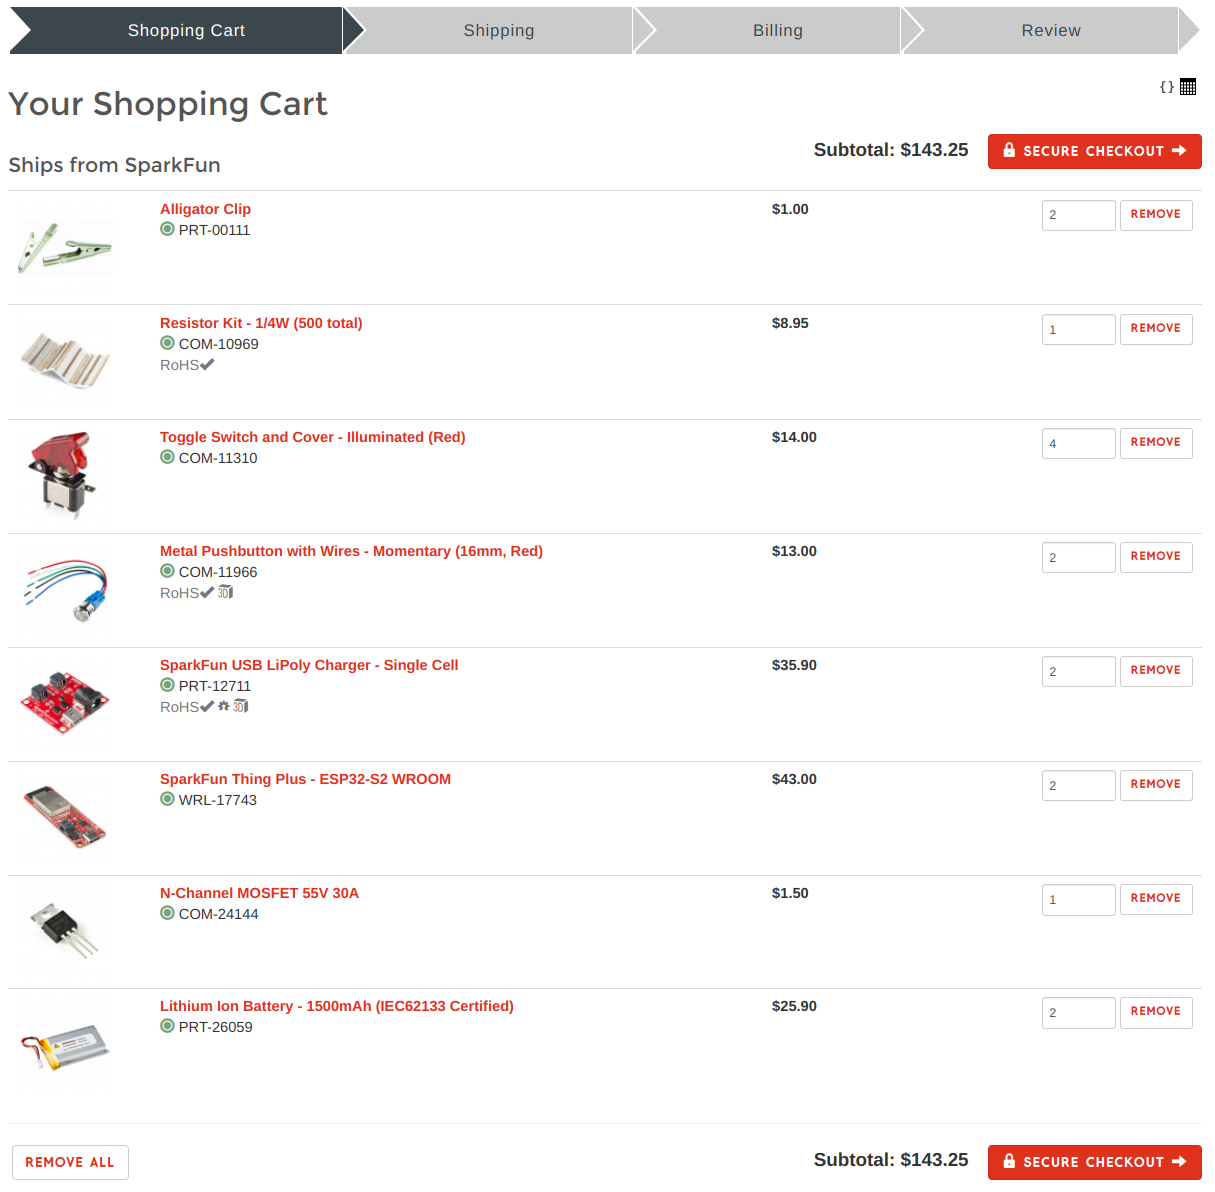 Shopping Cart
Shipping
Billing
Review
{}
Your Shopping Cart
Ships from SparkFun
Subtotal: $143.25
SECURE CHECKOUT
Alligator Clip
$1.00
2
REMOVE
PRT-00111
Resistor Kit - 1/4W (500 total)
$8.95
1
REMOVE
COM-10969
RoHS
Toggle Switch and Cover - Illuminated (Red)
$14.00
4
REMOVE
COM-11310
Metal Pushbutton with Wires - Momentary (16mm, Red)
$13.00
2
REMOVE
COM-11966
RoHS 3D
SparkFun USB LiPoly Charger - Single Cell
$35.90
2
REMOVE
PRT-12711
RoHS 3D
SparkFun Thing Plus - ESP32-S2 WROOM
$43.00
2
REMOVE
WRL-17743
N-Channel MOSFET 55V 30A
$1.50
1
REMOVE
COM-24144
Lithium Ion Battery - 1500mAh (IEC62133 Certified)
$25.90
2
REMOVE
PRT-26059
REMOVE ALL
Subtotal: $143.25
SECURE CHECKOUT